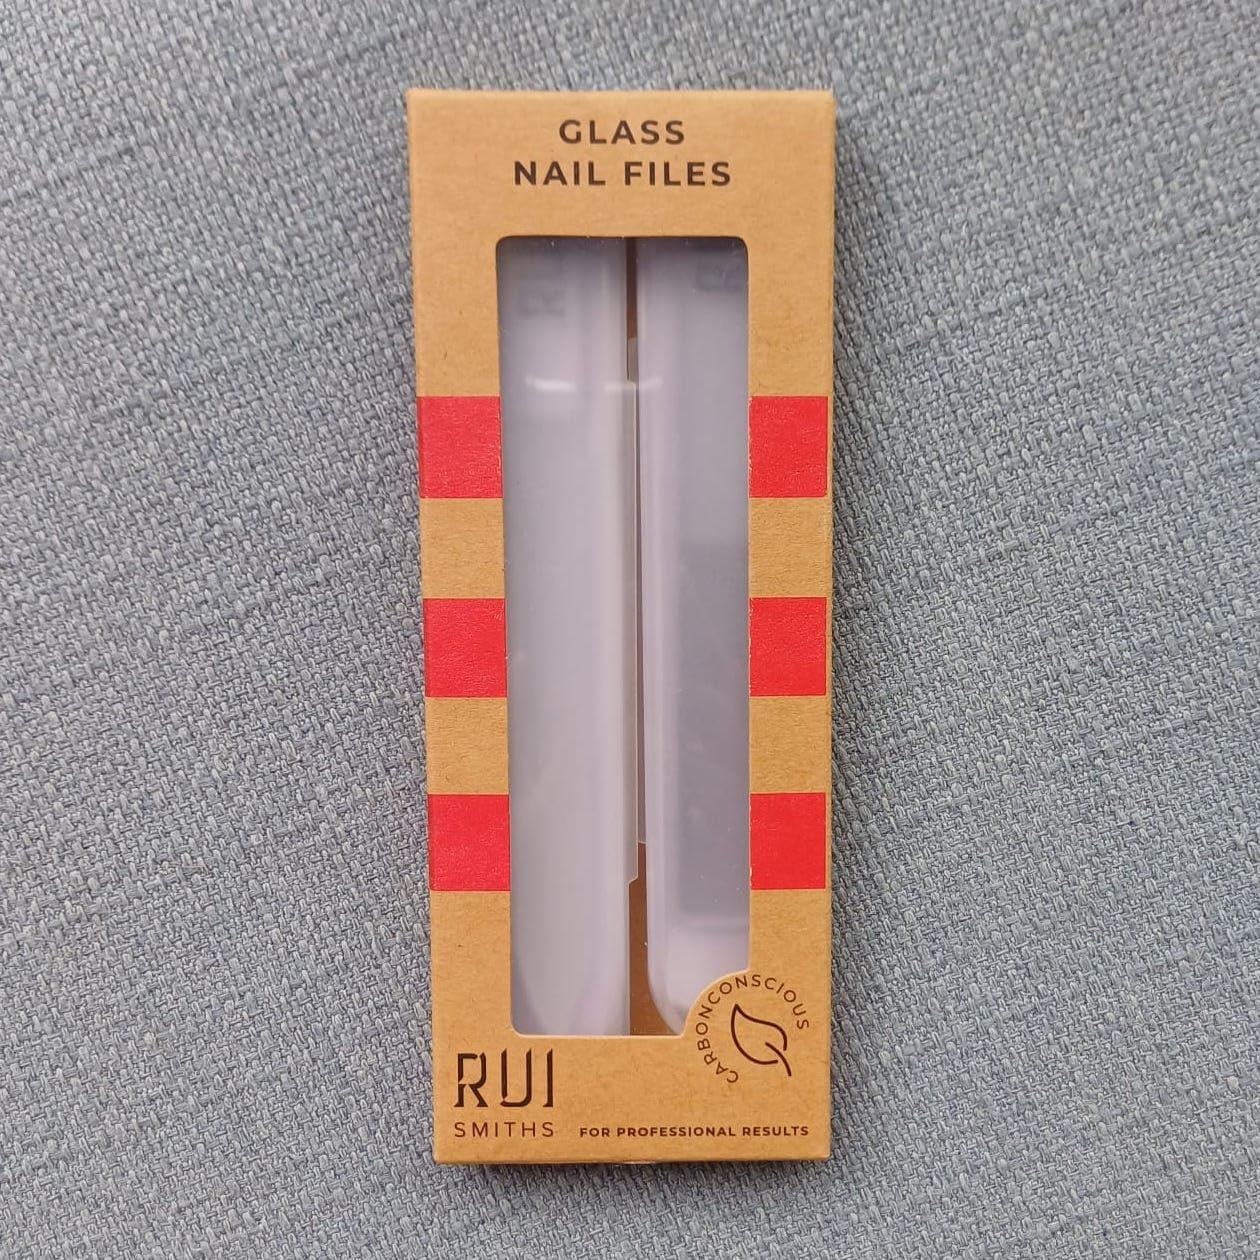 GLASS
NAIL FILES
CARBONCONSCIOUS
RUI
SMITHS
FOR PROFESSIONAL RESULTS